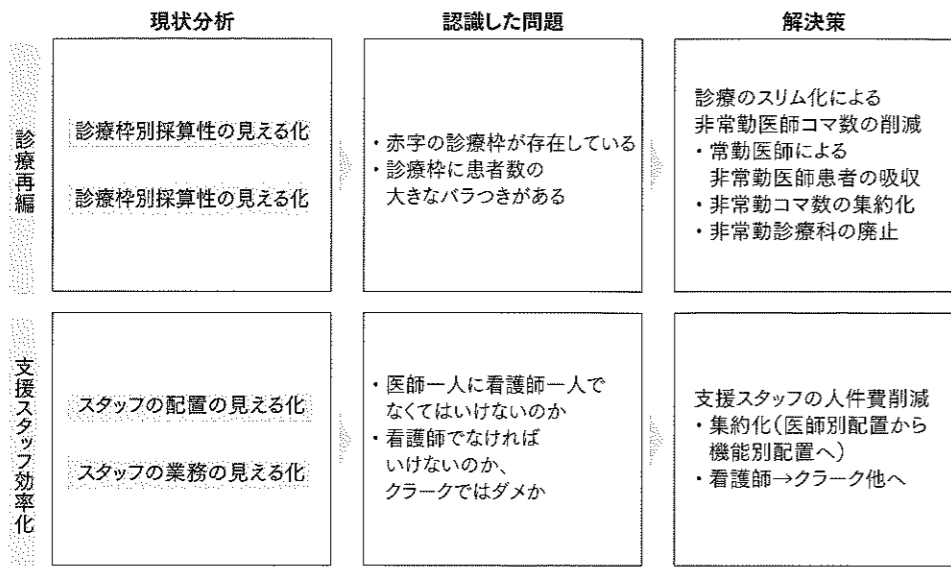 現状分析
認識した問題
解決策
診療再編
診療枠別採算性の見える化
診療枠別採算性の見える化
・赤字の診療枠が存在している
・診療枠に患者数の
大きなバラつきがある
診療のスリム化による
非常勤医師コマ数の削減
・常勤医師による
非常勤医師患者の吸収
・非常勤コマ数の集約化
・非常勤診療科の廃止
支援スタッフ効率化
スタッフの配置の見える化
スタッフの業務の見える化
・医師一人に看護師一人で
なくてはいけないのか
・看護師でなければ
いけないのか、
クラークではダメか
支援スタッフの人件費削減
・集約化(医師別配置から
機能別配置へ)
・看護師→クラーク他へ